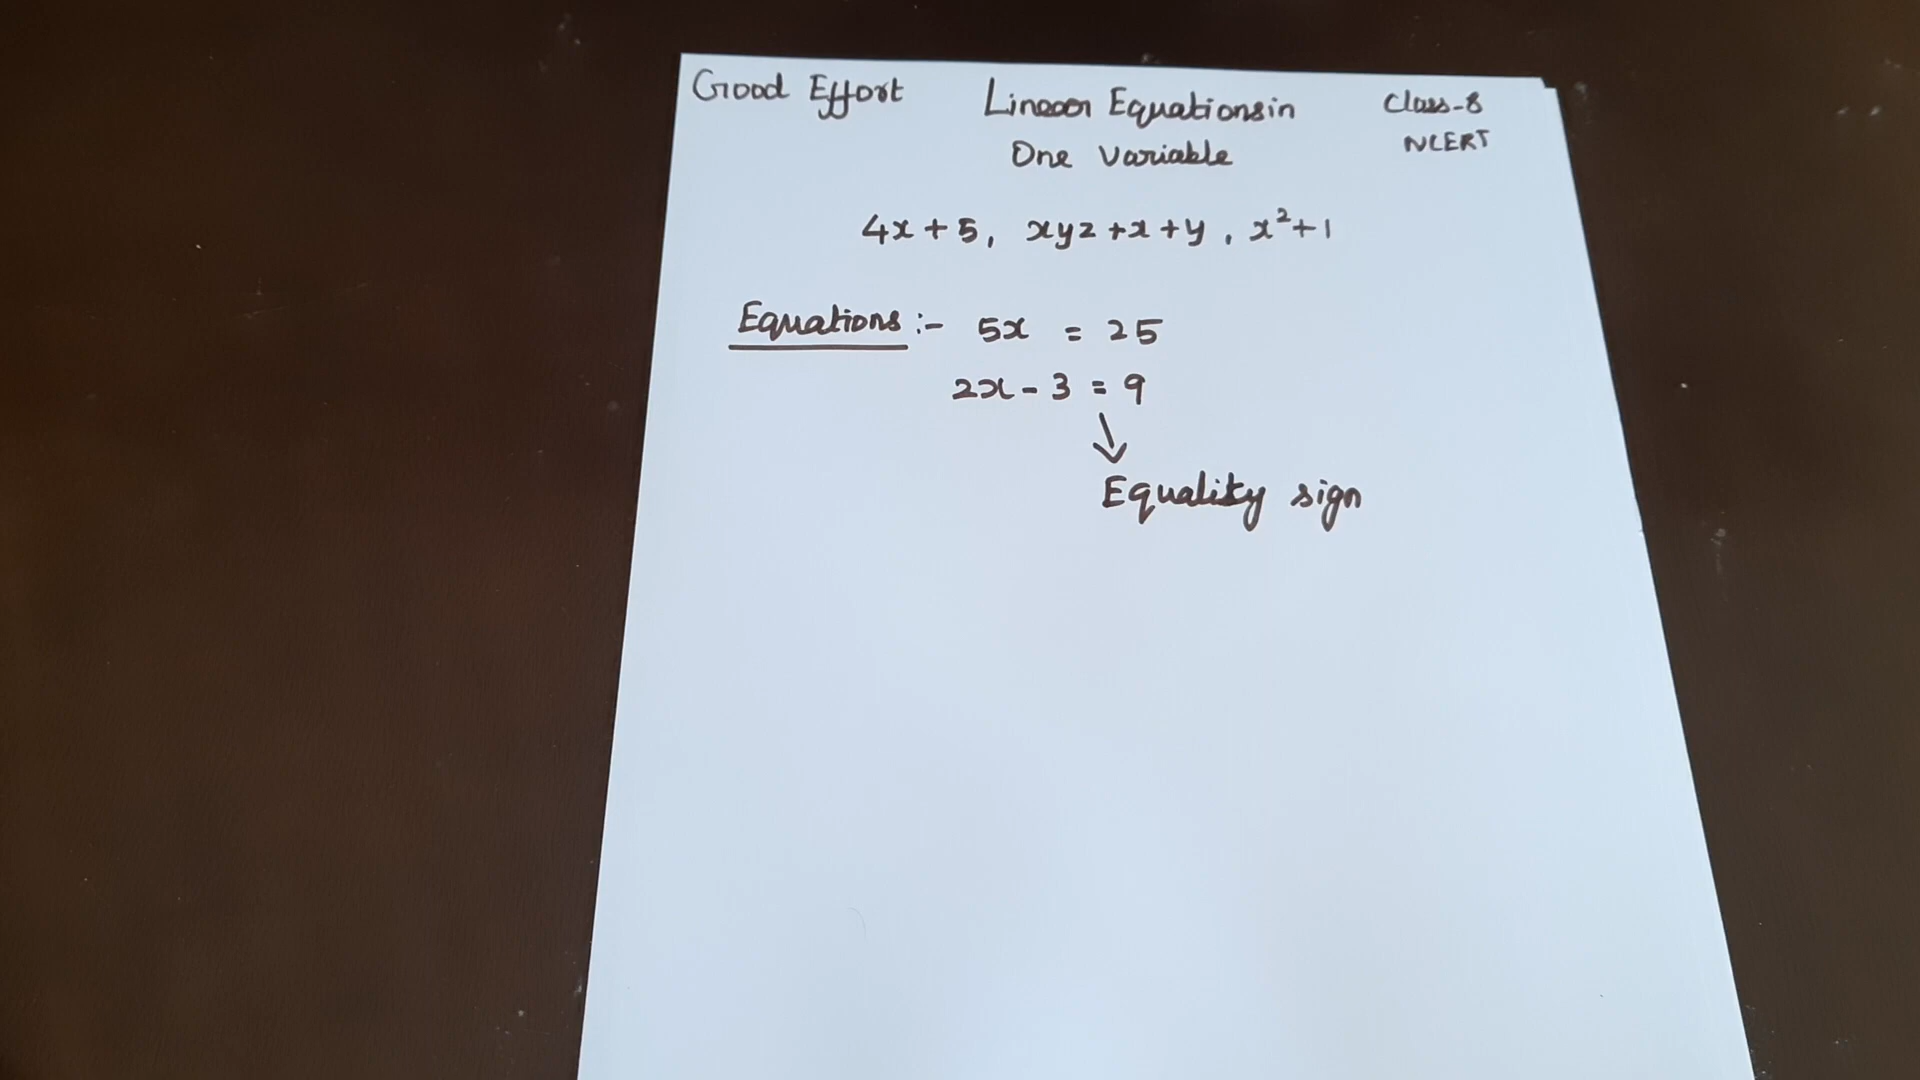 Good Effort
Linear Equations in
One Variable
Class-8
NCERT
4x + 5, xyz + x + y, x² + 1
Equations :- 5x = 25
2x - 3 = 9
↓
Equality sign